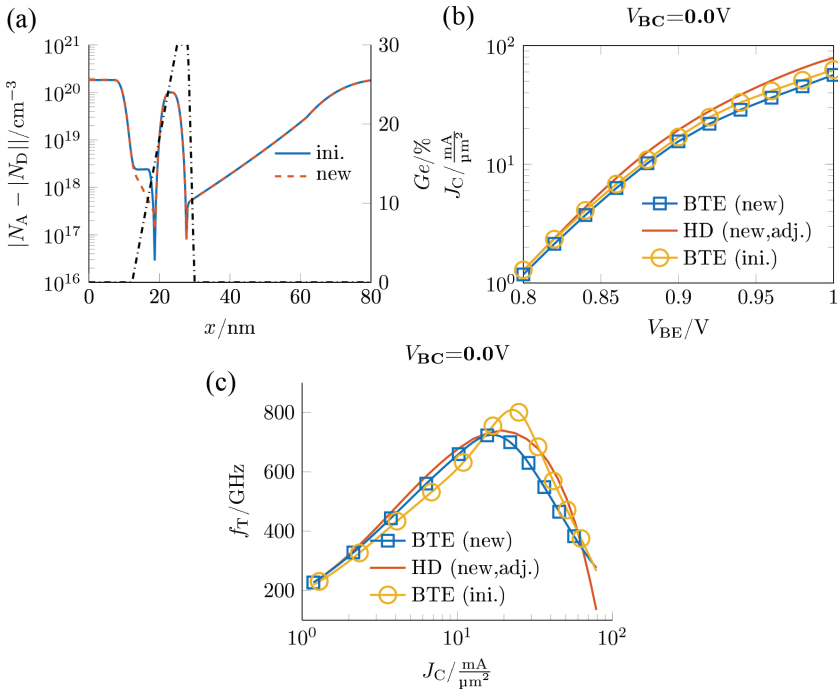 (a)
10^21
10^20
10^19
10^18
10^17
10^16
|N_A − |N_D||/cm^−3
30
20
10
0
Ge/%
ini.
new
0 20 40 60 80
x/nm
(b)
V_BC=0.0V
10^2
10^1
10^0
J_C/ mA/µm^2
BTE (new)
HD (new,adj.)
BTE (ini.)
0.8 0.85 0.9 0.95 1
V_BE/V
V_BC=0.0V
(c)
800
600
400
200
f_T/GHz
BTE (new)
HD (new,adj.)
BTE (ini.)
10^0 10^1 10^2
J_C/ mA/µm^2